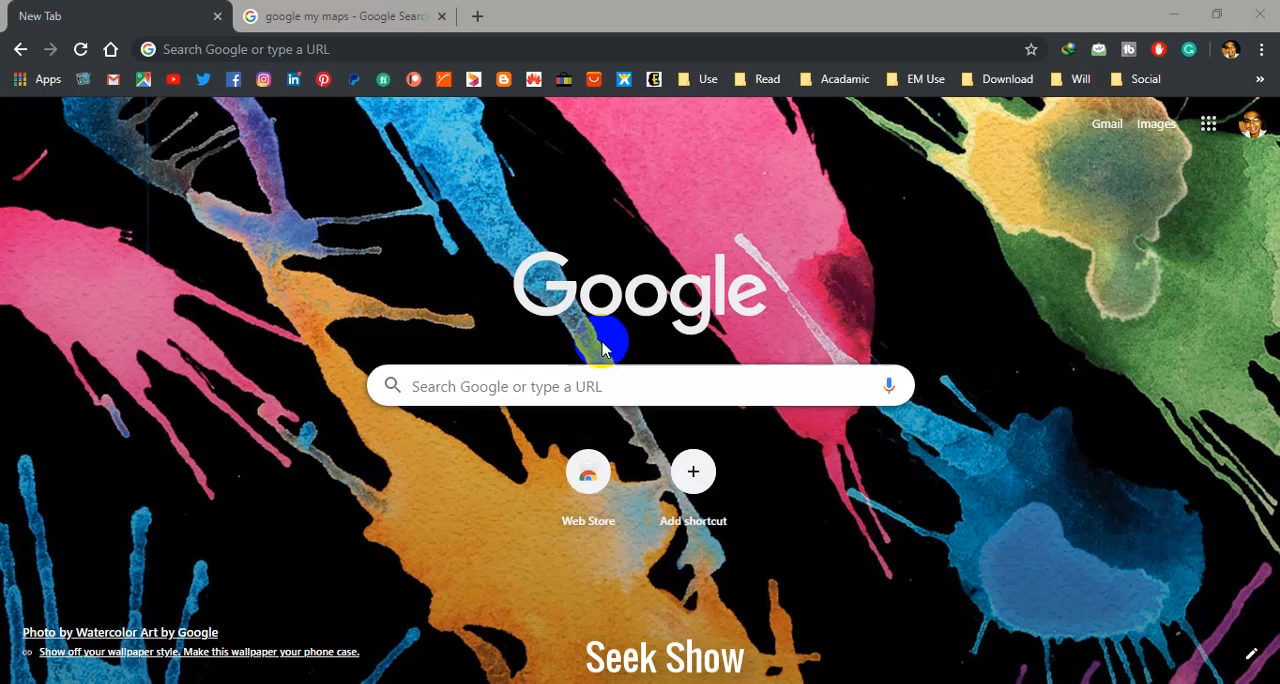 New Tab
google my maps - Google Searc
Search Google or type a URL
Apps
Use
Read
Acadamic
EM Use
Download
Will
Social
Gmail
Images
Google
Search Google or type a URL
Web Store
Add shortcut
Photo by Watercolor Art by Google
Show off your wallpaper style. Make this wallpaper your phone case.
Seek Show